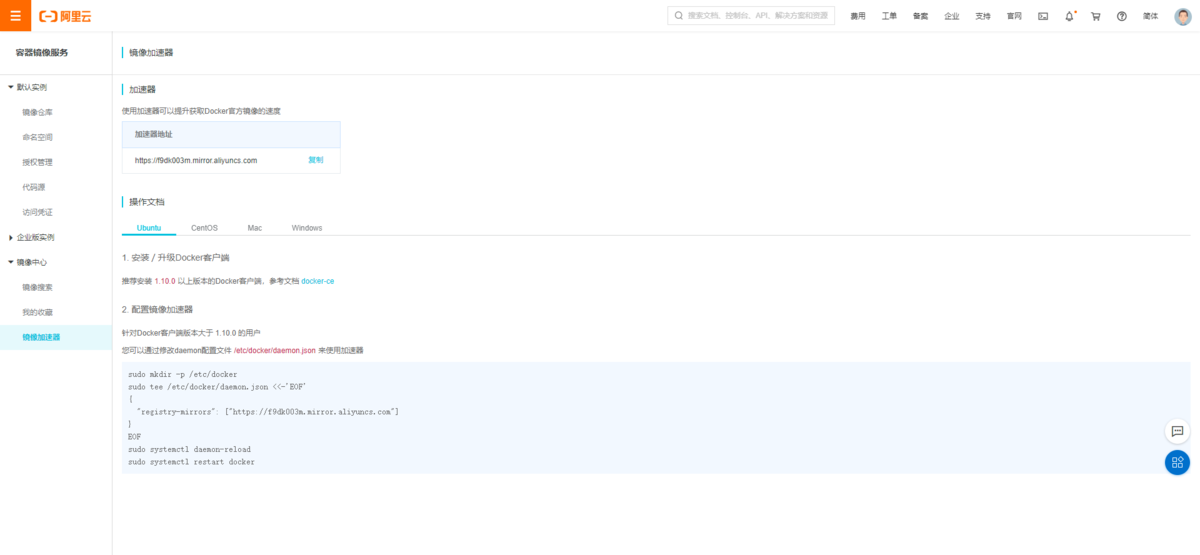 阿里云
搜索文档、控制台、API、解决方案和资源
费用
工单
备案
企业
支持
官网
简体
容器镜像服务
镜像加速器
默认实例
镜像仓库
命名空间
授权管理
代码源
访问凭证
企业版实例
镜像中心
镜像搜索
我的收藏
镜像加速器
加速器
使用加速器可以提升获取Docker官方镜像的速度
加速器地址
https://f9dk003m.mirror.aliyuncs.com 复制
操作文档
Ubuntu CentOS Mac Windows
1. 安装 / 升级Docker客户端
推荐安装 1.10.0 以上版本的Docker客户端，参考文档 docker-ce
2. 配置镜像加速器
针对Docker客户端版本大于 1.10.0 的用户
您可以通过修改daemon配置文件 /etc/docker/daemon.json 来使用加速器
sudo mkdir -p /etc/docker
sudo tee /etc/docker/daemon.json <<-'EOF'
{
"registry-mirrors": ["https://f9dk003m.mirror.aliyuncs.com"]
}
EOF
sudo systemctl daemon-reload
sudo systemctl restart docker